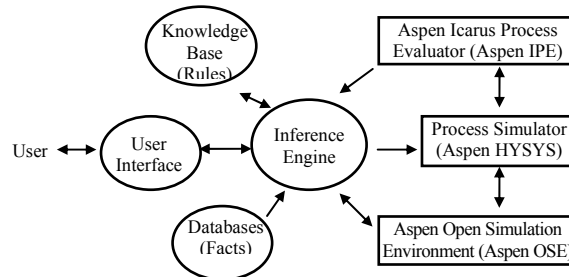 Knowledge
Base
(Rules)
Aspen Icarus Process
Evaluator (Aspen IPE)
User
User
Interface
Inference
Engine
Process Simulator
(Aspen HYSYS)
Databases
(Facts)
Aspen Open Simulation
Environment (Aspen OSE)